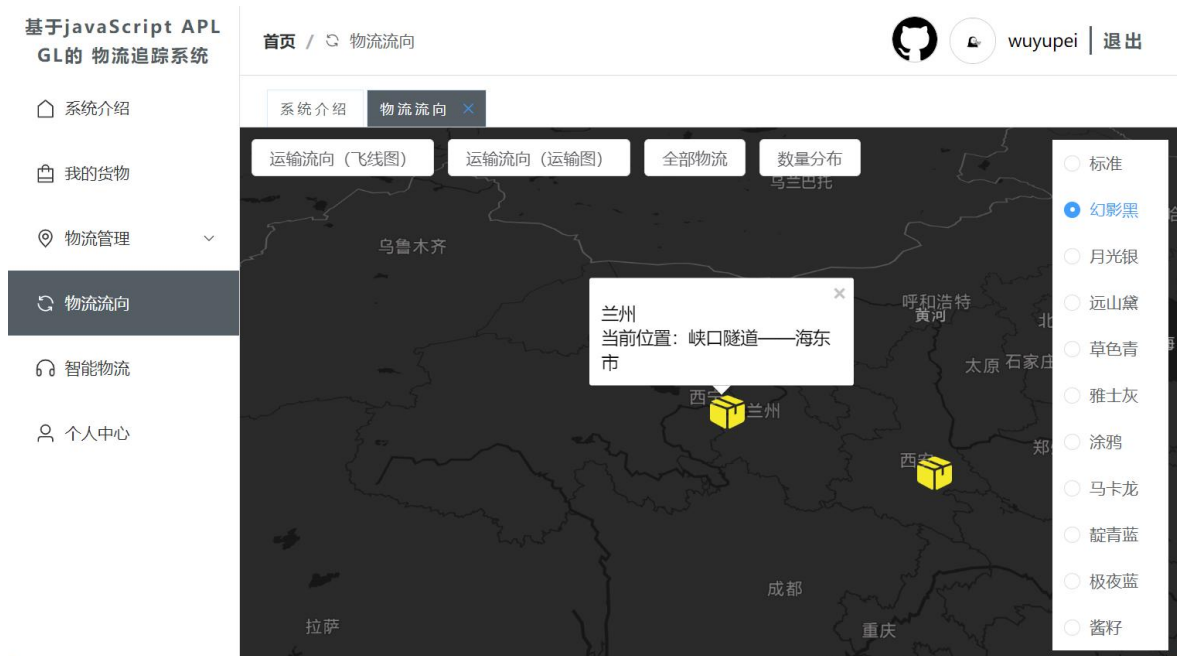 基于javaScript APL
GL的 物流追踪系统
系统介绍
我的货物
物流管理
物流流向
智能物流
个人中心
首页 / 物流流向
wuyupei 退出
系统介绍
物流流向
运输流向（飞线图）
运输流向（运输图）
全部物流
数量分布
乌兰巴托
乌鲁木齐
呼和浩特
黄河
北
太原
石家庄
兰州
当前位置：峡口隧道——海东
市
西宁
兰州
西安
郑州
成都
重庆
拉萨
标准
幻影黑
月光银
远山黛
草色青
雅士灰
涂鸦
马卡龙
靛青蓝
极夜蓝
酱籽